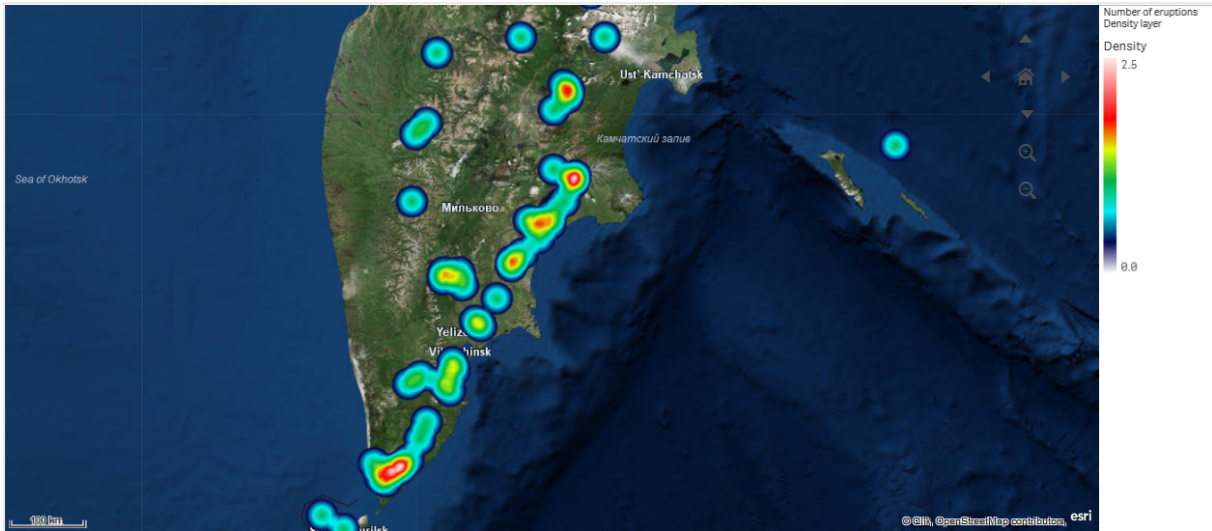 Number of eruptions
Density layer
Density
2.5
0.0
Ust'-Kamchatsk
Камчатский залив
Sea of Okhotsk
Мильково
100 km
© Qlik, OpenStreetMap contributors,
esri